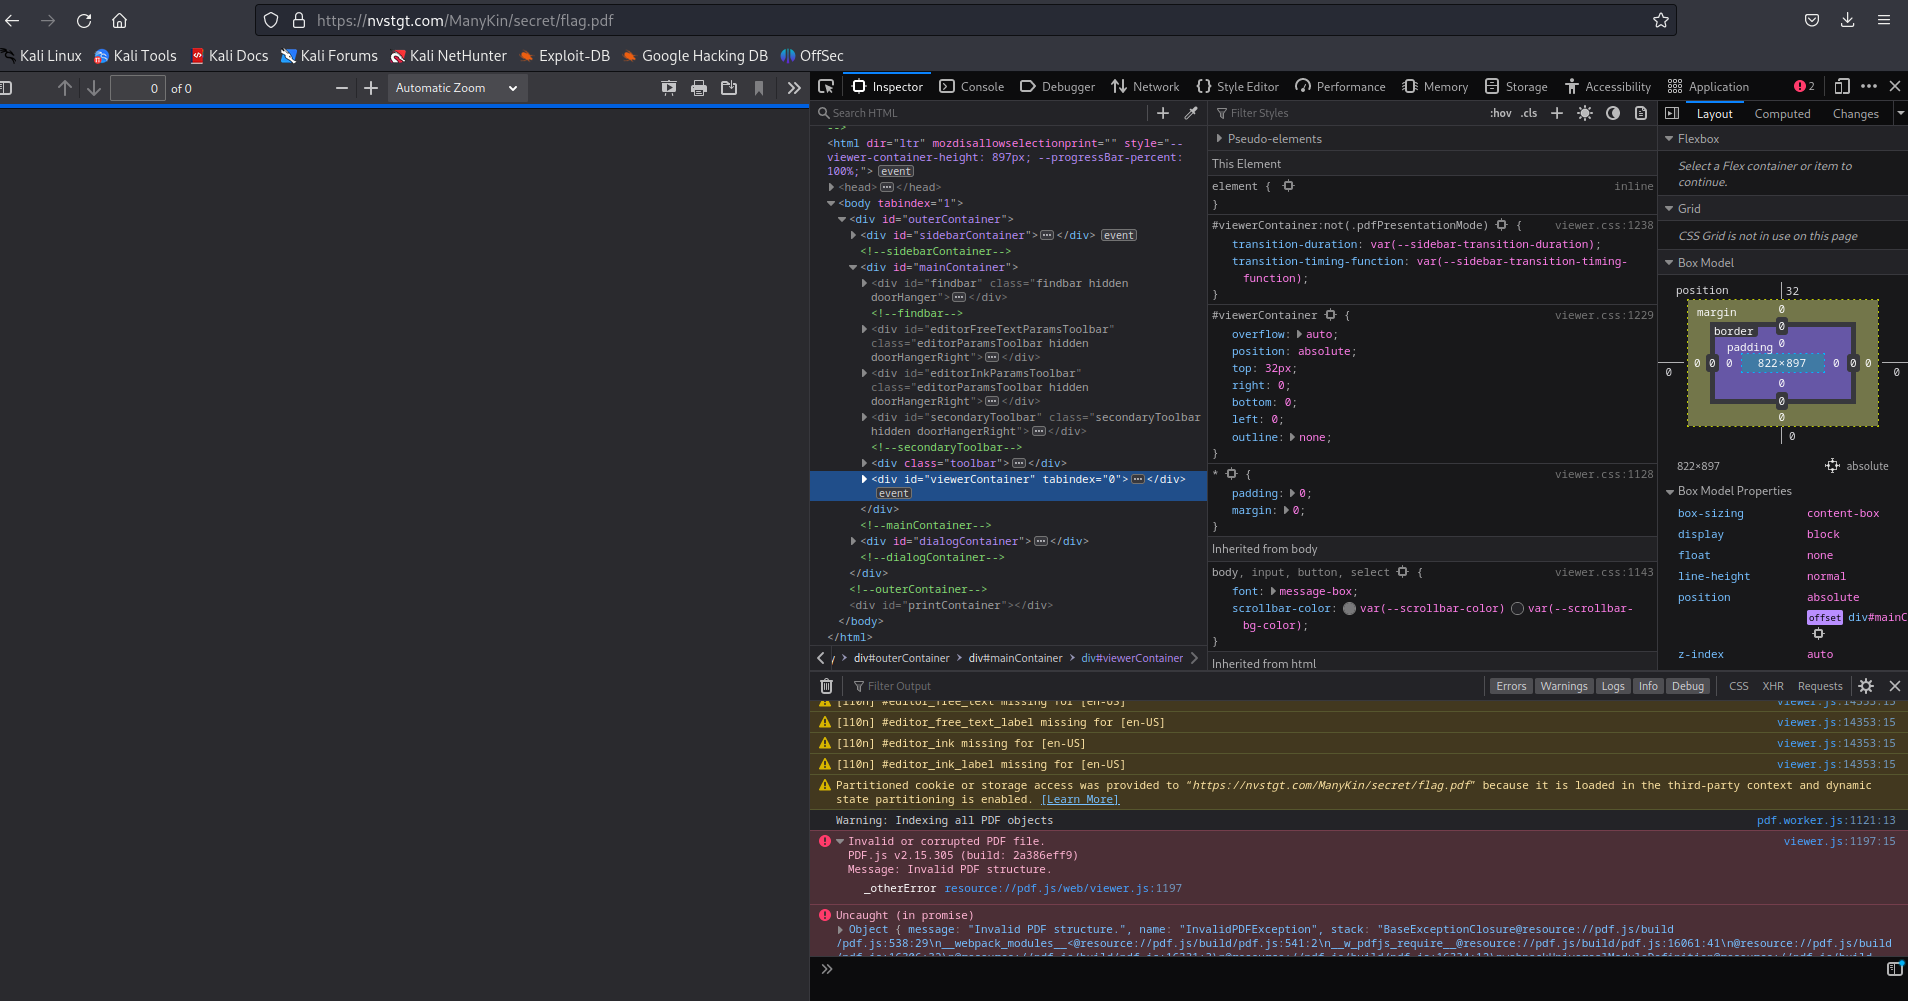 https://nvstgt.com/ManyKin/secret/flag.pdf
Kali Linux Kali Tools Kali Docs Kali Forums Kali NetHunter Exploit-DB Google Hacking DB OffSec
0 of 0 Automatic Zoom
Inspector Console Debugger Network Style Editor Performance Memory Storage Accessibility Application 2
Search HTML
-->
<html dir="ltr" mozdisallowselectionprint="" style="--
viewer-container-height: 897px; --progressBar-percent:
100%;"> event
<head> </head>
<body tabindex="1">
<div id="outerContainer">
<div id="sidebarContainer"> </div> event
<!--sidebarContainer-->
<div id="mainContainer">
<div id="findbar" class="findbar hidden
doorHanger"> </div>
<!--findbar-->
<div id="editorFreeTextParamsToolbar"
class="editorParamsToolbar hidden
doorHangerRight"> </div>
<div id="editorInkParamsToolbar"
class="editorParamsToolbar hidden
doorHangerRight"> </div>
<div id="secondaryToolbar" class="secondaryToolbar
hidden doorHangerRight"> </div>
<!--secondaryToolbar-->
<div class="toolbar"> </div>
<div id="viewerContainer" tabindex="0"> </div>
event
</div>
<!--mainContainer-->
<div id="dialogContainer"> </div>
<!--dialogContainer-->
</div>
<!--outerContainer-->
<div id="printContainer"></div>
</body>
</html>
y div#outerContainer div#mainContainer div#viewerContainer
Filter Styles :hov .cls
Pseudo-elements
This Element
element { inline
}
#viewerContainer:not(.pdfPresentationMode) { viewer.css:1238
transition-duration: var(--sidebar-transition-duration);
transition-timing-function: var(--sidebar-transition-timing-
function);
}
#viewerContainer { viewer.css:1229
overflow: auto;
position: absolute;
top: 32px;
right: 0;
bottom: 0;
left: 0;
outline: none;
}
* { viewer.css:1128
padding: 0;
margin: 0;
}
Inherited from body
body, input, button, select { viewer.css:1143
font: message-box;
scrollbar-color: var(--scrollbar-color) var(--scrollbar-
bg-color);
}
Inherited from html
Layout Computed Changes
Flexbox
Select a Flex container or item to
continue.
Grid
CSS Grid is not in use on this page
Box Model
position 32
margin 0
border 0
padding 0
0 0 0 0 822×897 0 0 0 0
0
0
0
0
822×897 absolute
Box Model Properties
box-sizing content-box
display block
float none
line-height normal
position absolute
offset div#mainC
z-index auto
Filter Output Errors Warnings Logs Info Debug CSS XHR Requests
[l10n] #editor_free_text missing for [en-US] viewer.js:14353:15
[l10n] #editor_free_text_label missing for [en-US] viewer.js:14353:15
[l10n] #editor_ink missing for [en-US] viewer.js:14353:15
[l10n] #editor_ink_label missing for [en-US] viewer.js:14353:15
Partitioned cookie or storage access was provided to “https://nvstgt.com/ManyKin/secret/flag.pdf” because it is loaded in the third-party context and dynamic
state partitioning is enabled. [Learn More]
Warning: Indexing all PDF objects pdf.worker.js:1121:13
Invalid or corrupted PDF file. viewer.js:1197:15
PDF.js v2.15.305 (build: 2a386eff9)
Message: Invalid PDF structure.
_otherError resource://pdf.js/web/viewer.js:1197
Uncaught (in promise)
Object { message: "Invalid PDF structure.", name: "InvalidPDFException", stack: "BaseExceptionClosure@resource://pdf.js/build
/pdf.js:538:29\n__webpack_modules__<@resource://pdf.js/build/pdf.js:541:2\n__w_pdfjs_require__@resource://pdf.js/build/pdf.js:16061:41\n@resource://pdf.js/build